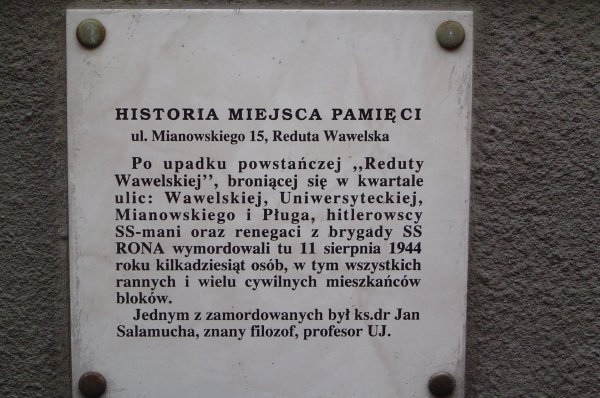 HISTORIA MIEJSCA PAMIĘCI
ul. Mianowskiego 15, Reduta Wawelska
Po upadku powstańczej ,,Reduty
Wawelskiej”, broniącej się w kwartale
ulic: Wawelskiej, Uniwersyteckiej,
Mianowskiego i Pługa, hitlerowscy
SS-mani oraz renegaci z brygady SS
RONA wymordowali tu 11 sierpnia 1944
roku kilkadziesiąt osób, w tym wszystkich
rannych i wielu cywilnych mieszkańców
bloków.
Jednym z zamordowanych był ks.dr Jan
Salamucha, znany filozof, profesor UJ.